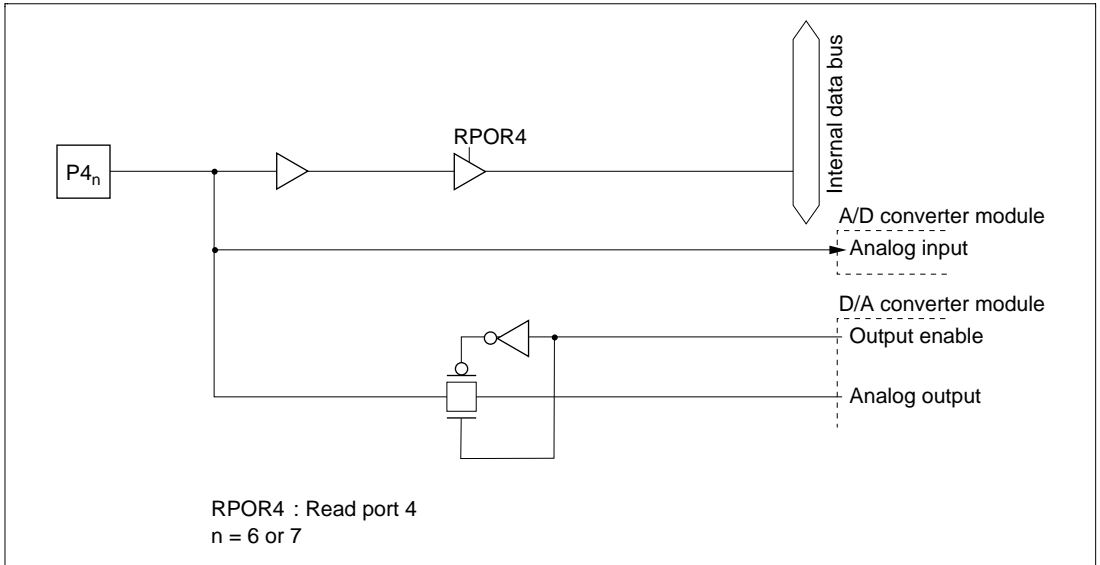 Internal data bus
RPOR4
P4n
A/D converter module
Analog input
D/A converter module
Output enable
Analog output
RPOR4 : Read port 4
n = 6 or 7